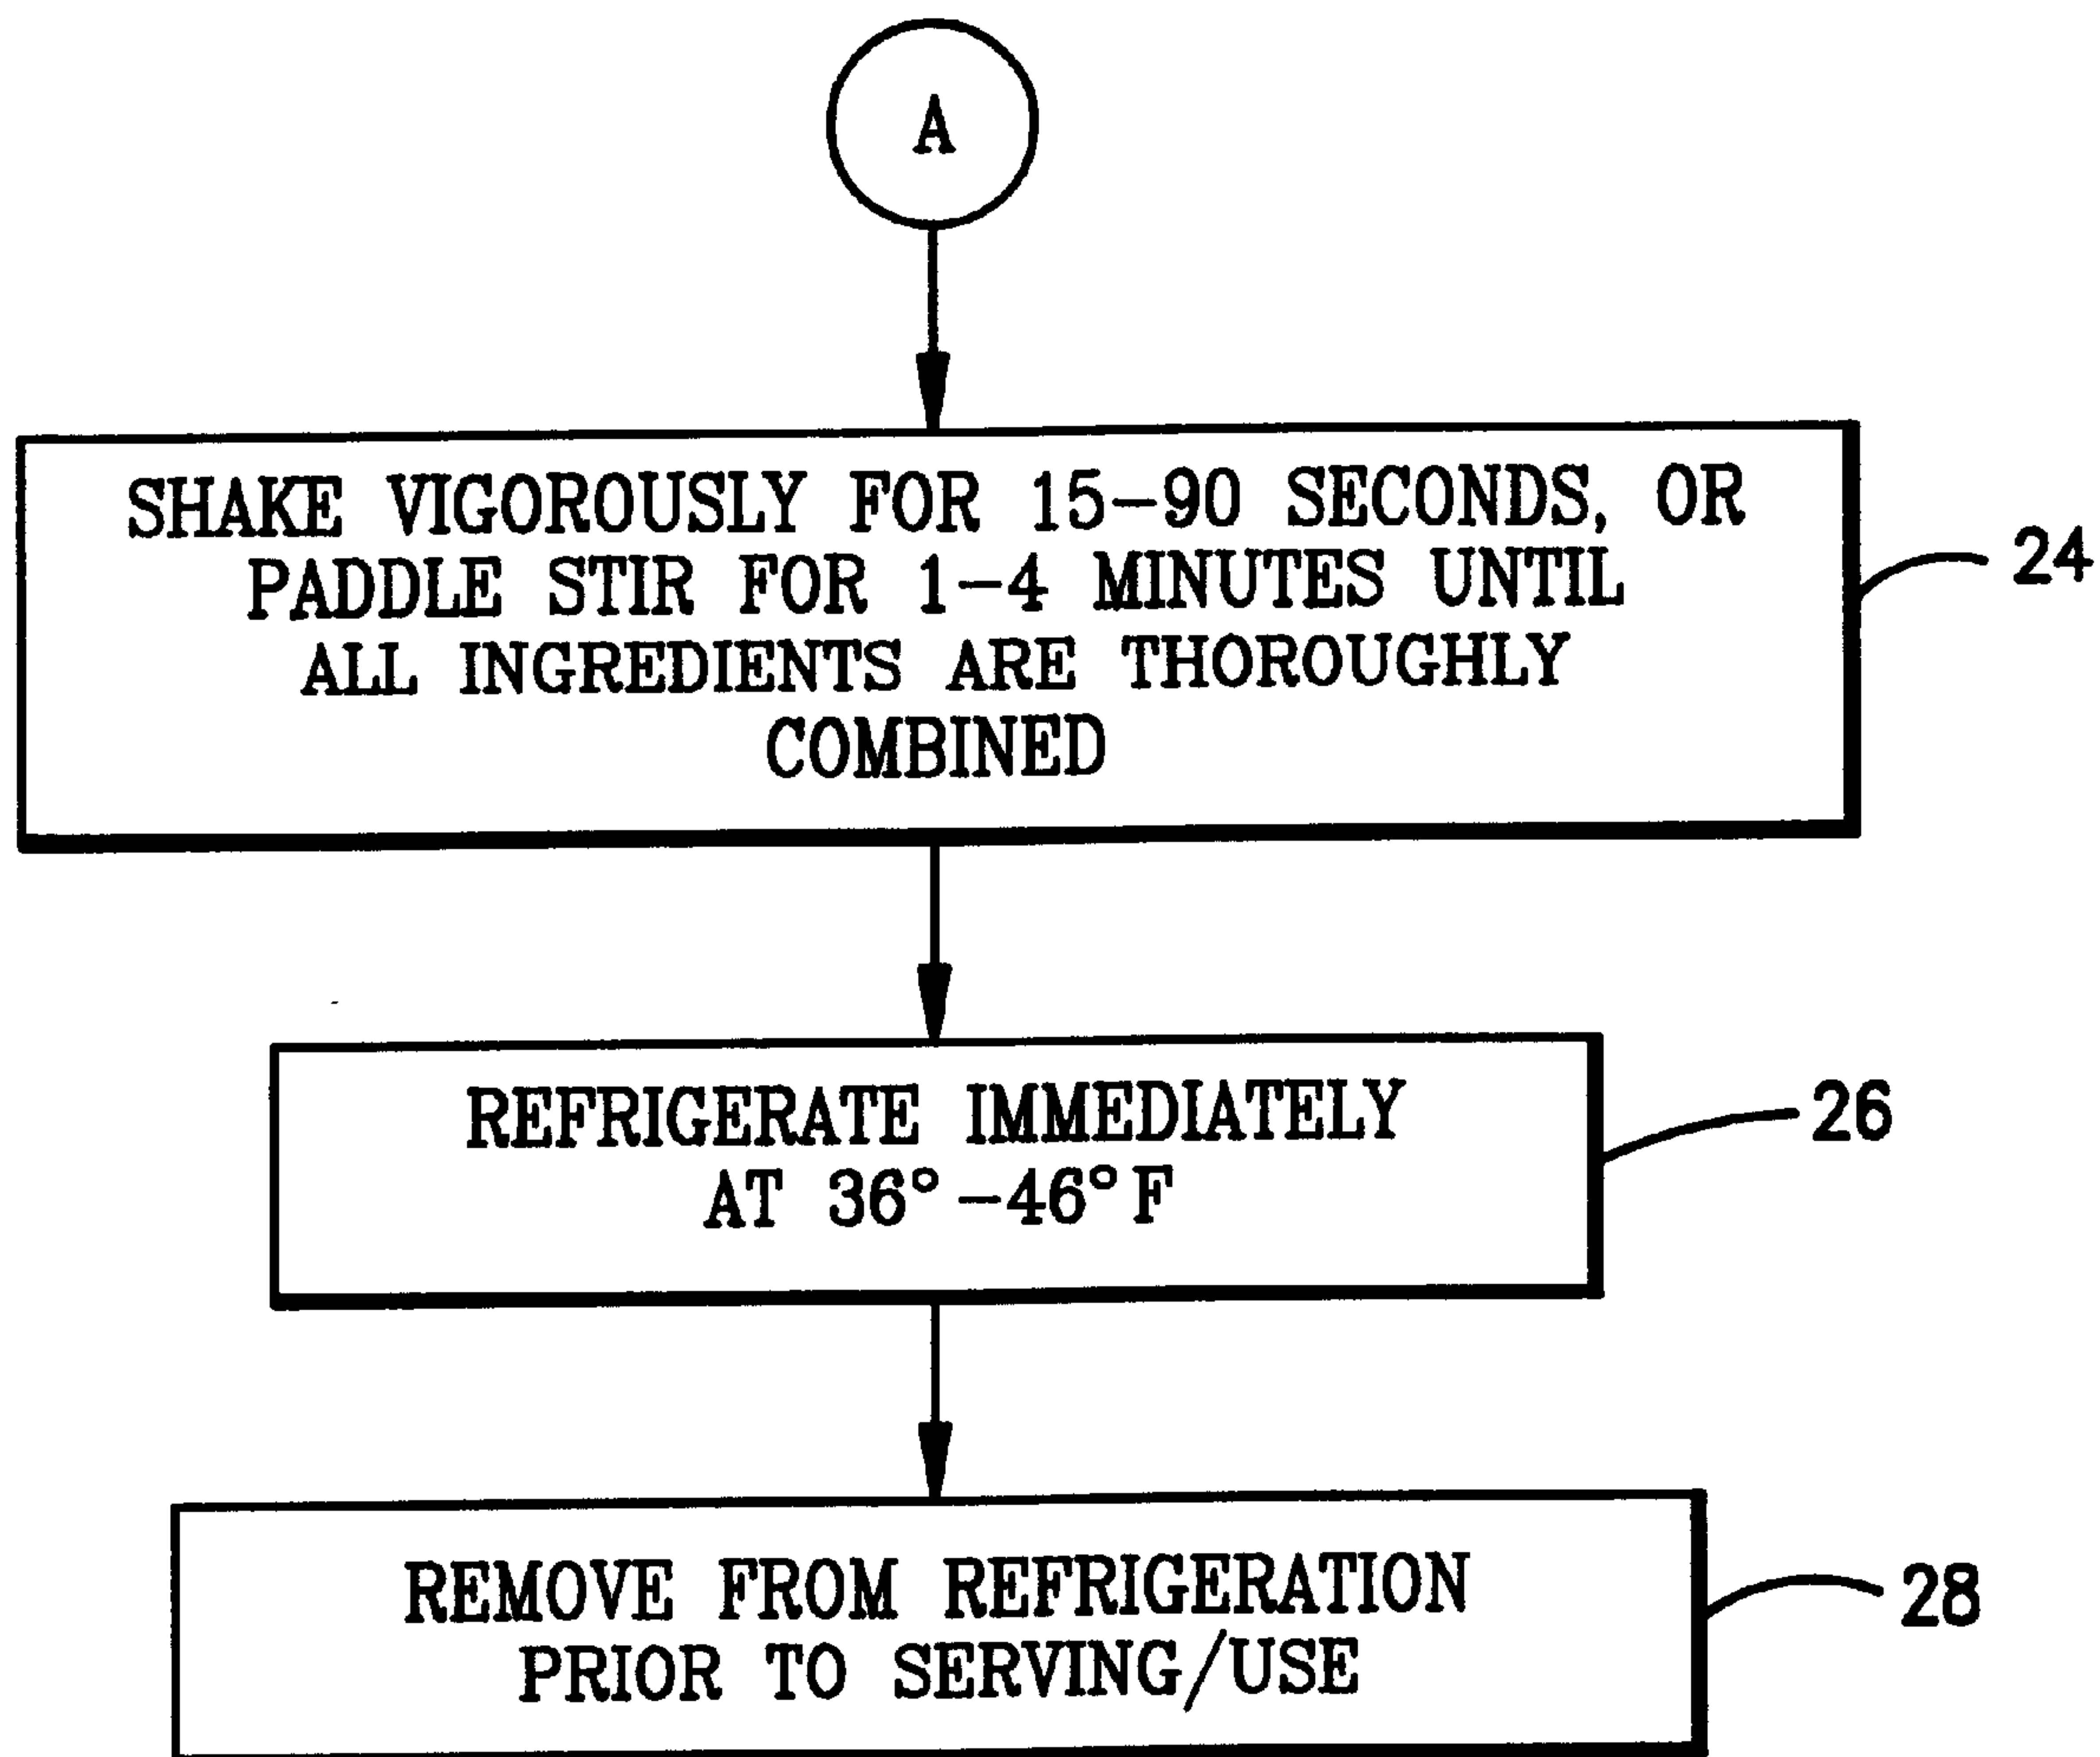 A
SHAKE VIGOROUSLY FOR 15-90 SECONDS, OR
PADDLE STIR FOR 1-4 MINUTES UNTIL
ALL INGREDIENTS ARE THOROUGHLY
COMBINED
24
REFRIGERATE IMMEDIATELY
AT 36°-46°F
26
REMOVE FROM REFRIGERATION
PRIOR TO SERVING/USE
28